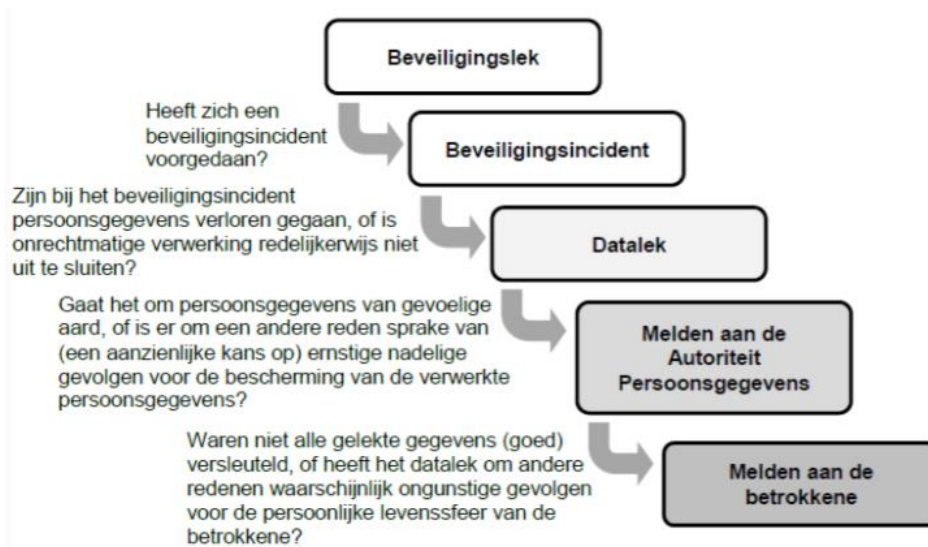 Beveiligingslek
Heeft zich een
beveiligingsincident
voorgedaan?
Beveiligingsincident
Zijn bij het beveiligingsincident
persoonsgegevens verloren gegaan, of is
onrechtmatige verwerking redelijkerwijs niet
uit te sluiten?
Datalek
Gaat het om persoonsgegevens van gevoelige
aard, of is er om een andere reden sprake van
(een aanzienlijke kans op) ernstige nadelige
gevolgen voor de bescherming van de verwerkte
persoonsgegevens?
Melden aan de
Autoriteit
Persoonsgegevens
Waren niet alle gelekte gegevens (goed)
versleuteld, of heeft het datalek om andere
redenen waarschijnlijk ongunstige gevolgen
voor de persoonlijke levenssfeer van de
betrokkene?
Melden aan de
betrokkene